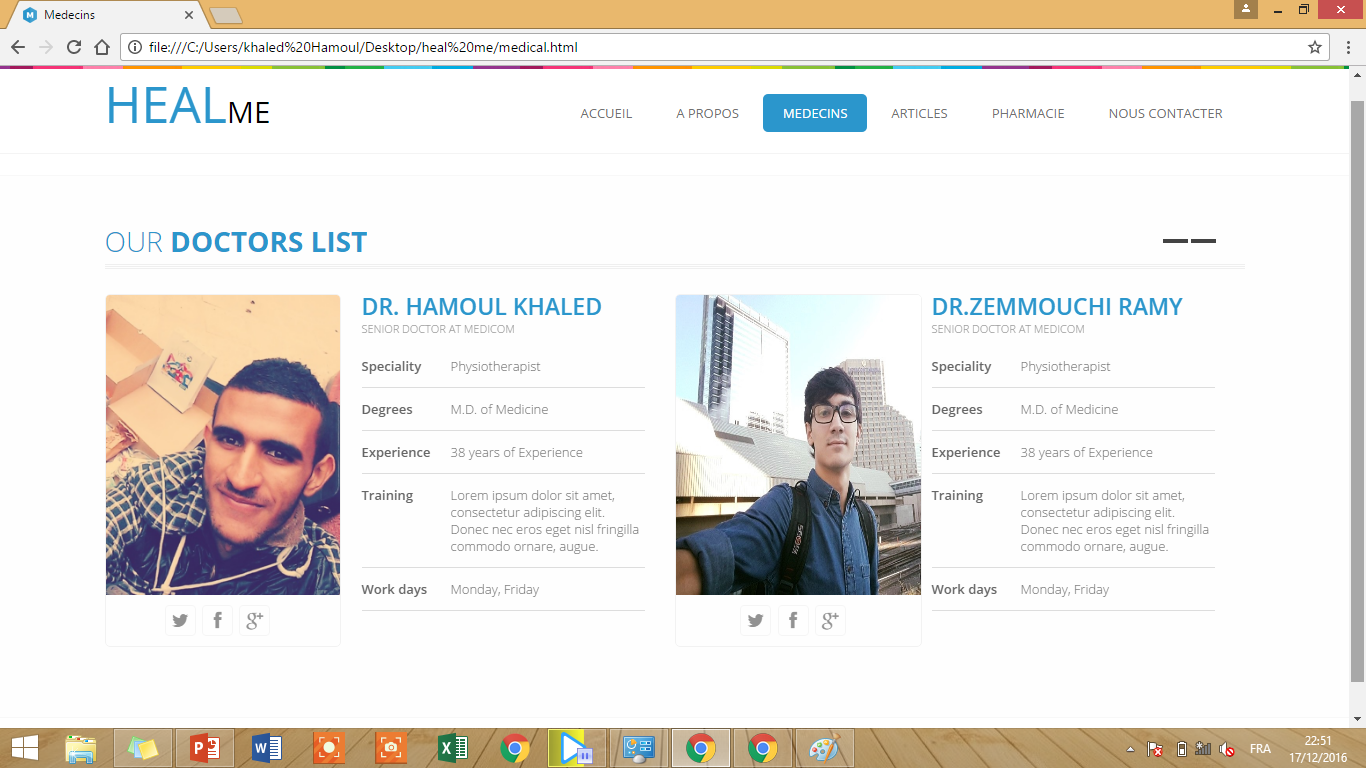 Medecins
file:///C:/Users/khaled%20Hamoul/Desktop/heal%20me/medical.html
HEALME
ACCUEIL A PROPOS MEDECINS ARTICLES PHARMACIE NOUS CONTACTER
OUR DOCTORS LIST
DR. HAMOUL KHALED
SENIOR DOCTOR AT MEDICOM
Speciality Physiotherapist
Degrees M.D. of Medicine
Experience 38 years of Experience
Training Lorem ipsum dolor sit amet,
consectetur adipiscing elit.
Donec nec eros eget nisl fringilla
commodo ornare, augue.
Work days Monday, Friday
DR.ZEMMOUCHI RAMY
SENIOR DOCTOR AT MEDICOM
Speciality Physiotherapist
Degrees M.D. of Medicine
Experience 38 years of Experience
Training Lorem ipsum dolor sit amet,
consectetur adipiscing elit.
Donec nec eros eget nisl fringilla
commodo ornare, augue.
Work days Monday, Friday
FRA
22:51
17/12/2016